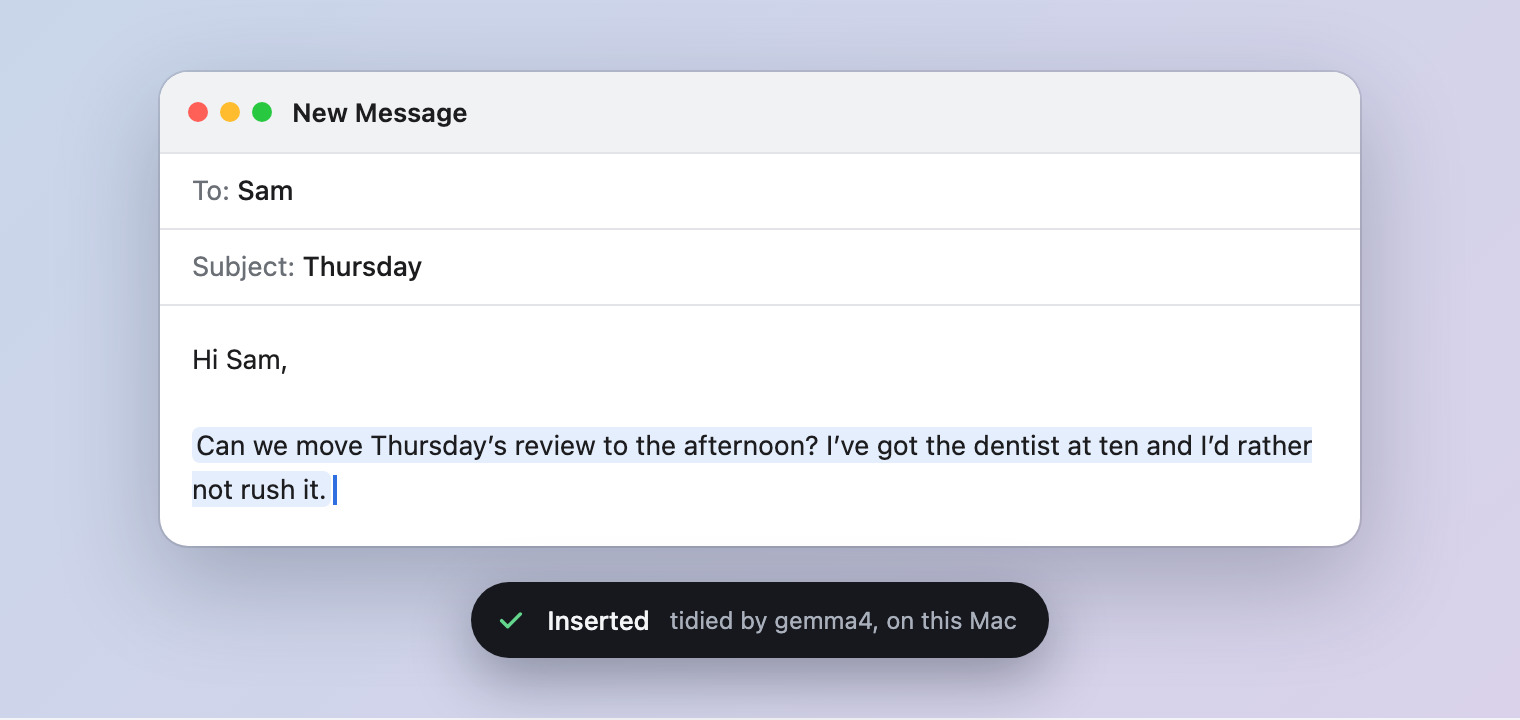 New Message
To: Sam
Subject: Thursday
Hi Sam,
Can we move Thursday’s review to the afternoon? I’ve got the dentist at ten and I’d rather
not rush it.
Inserted tidied by gemma4, on this Mac